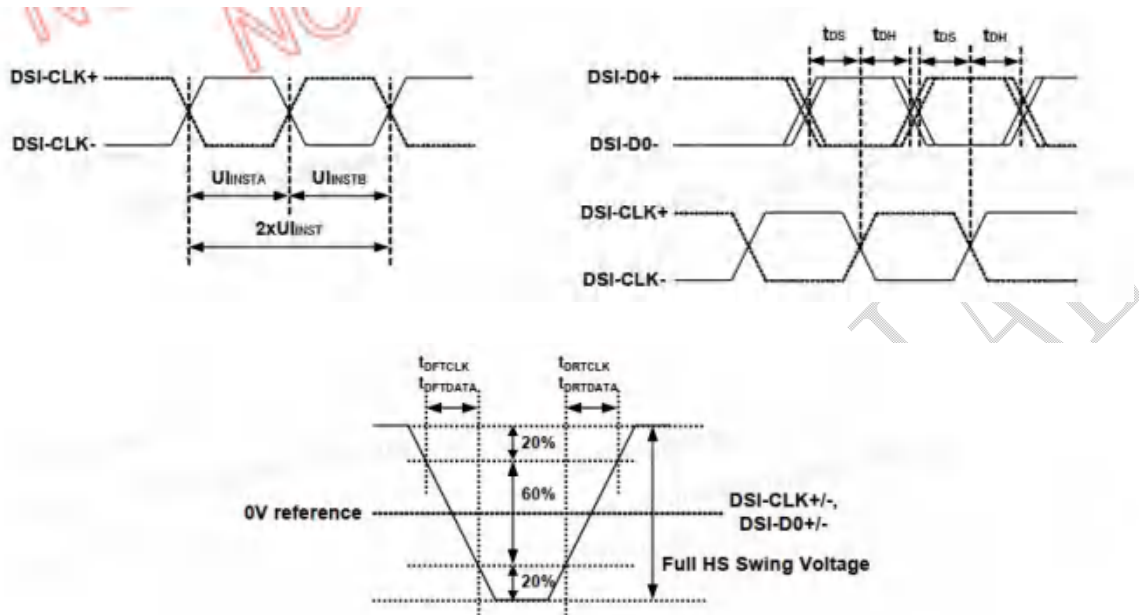 NO
DSI-CLK+
DSI-CLK-
UIINSTA UIINSTB
2xUIINST
tDS tDH tDS tDH
DSI-D0+
DSI-D0-
DSI-CLK+
DSI-CLK-
tDFTCLK
tDFTDATA
tDRTCLK
tDRTDATA
20%
60%
20%
0V reference
DSI-CLK+/-,
DSI-D0+/-
Full HS Swing Voltage